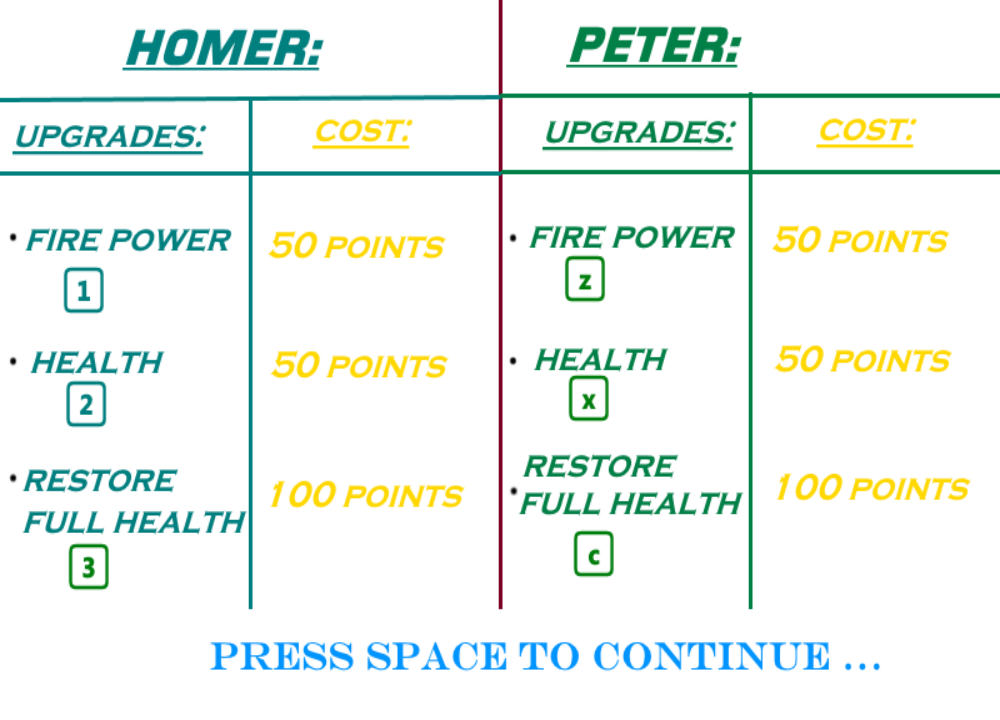 HOMER:
UPGRADES: COST:
• FIRE POWER 50 POINTS
1
• HEALTH 50 POINTS
2
• RESTORE
FULL HEALTH 100 POINTS
3
PETER:
UPGRADES: COST:
• FIRE POWER 50 POINTS
z
• HEALTH 50 POINTS
x
• RESTORE
FULL HEALTH 100 POINTS
c
PRESS SPACE TO CONTINUE ...